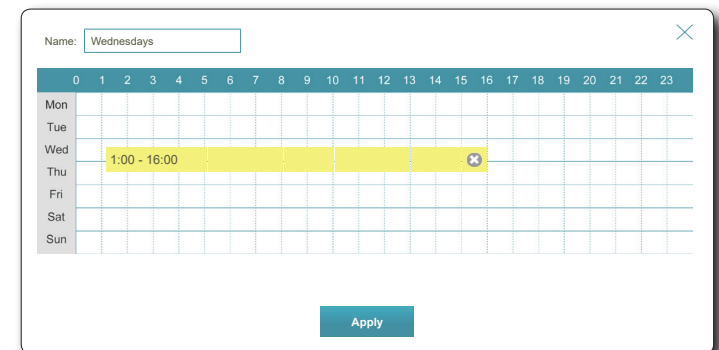 Name: Wednesdays
0 1 2 3 4 5 6 7 8 9 10 11 12 13 14 15 16 17 18 19 20 21 22 23
Mon
Tue
Wed
1:00 - 16:00
Thu
Fri
Sat
Sun
Apply